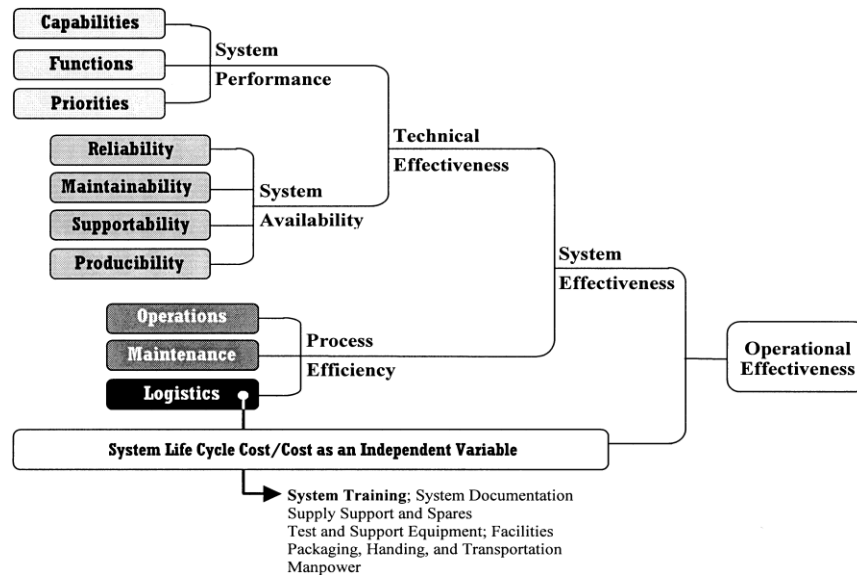 Capabilities
Functions
Priorities
System
Performance
Reliability
Maintainability
Supportability
Producibility
System
Availability
Technical
Effectiveness
Operations
Maintenance
Logistics
Process
Efficiency
System
Effectiveness
Operational
Effectiveness
System Life Cycle Cost/Cost as an Independent Variable
System Training; System Documentation
Supply Support and Spares
Test and Support Equipment; Facilities
Packaging, Handing, and Transportation
Manpower